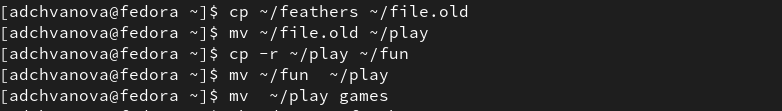 [adchvanova@fedora ~]$ cp ~/feathers ~/file.old
[adchvanova@fedora ~]$ mv ~/file.old ~/play
[adchvanova@fedora ~]$ cp -r ~/play ~/fun
[adchvanova@fedora ~]$ mv ~/fun  ~/play
[adchvanova@fedora ~]$ mv  ~/play games